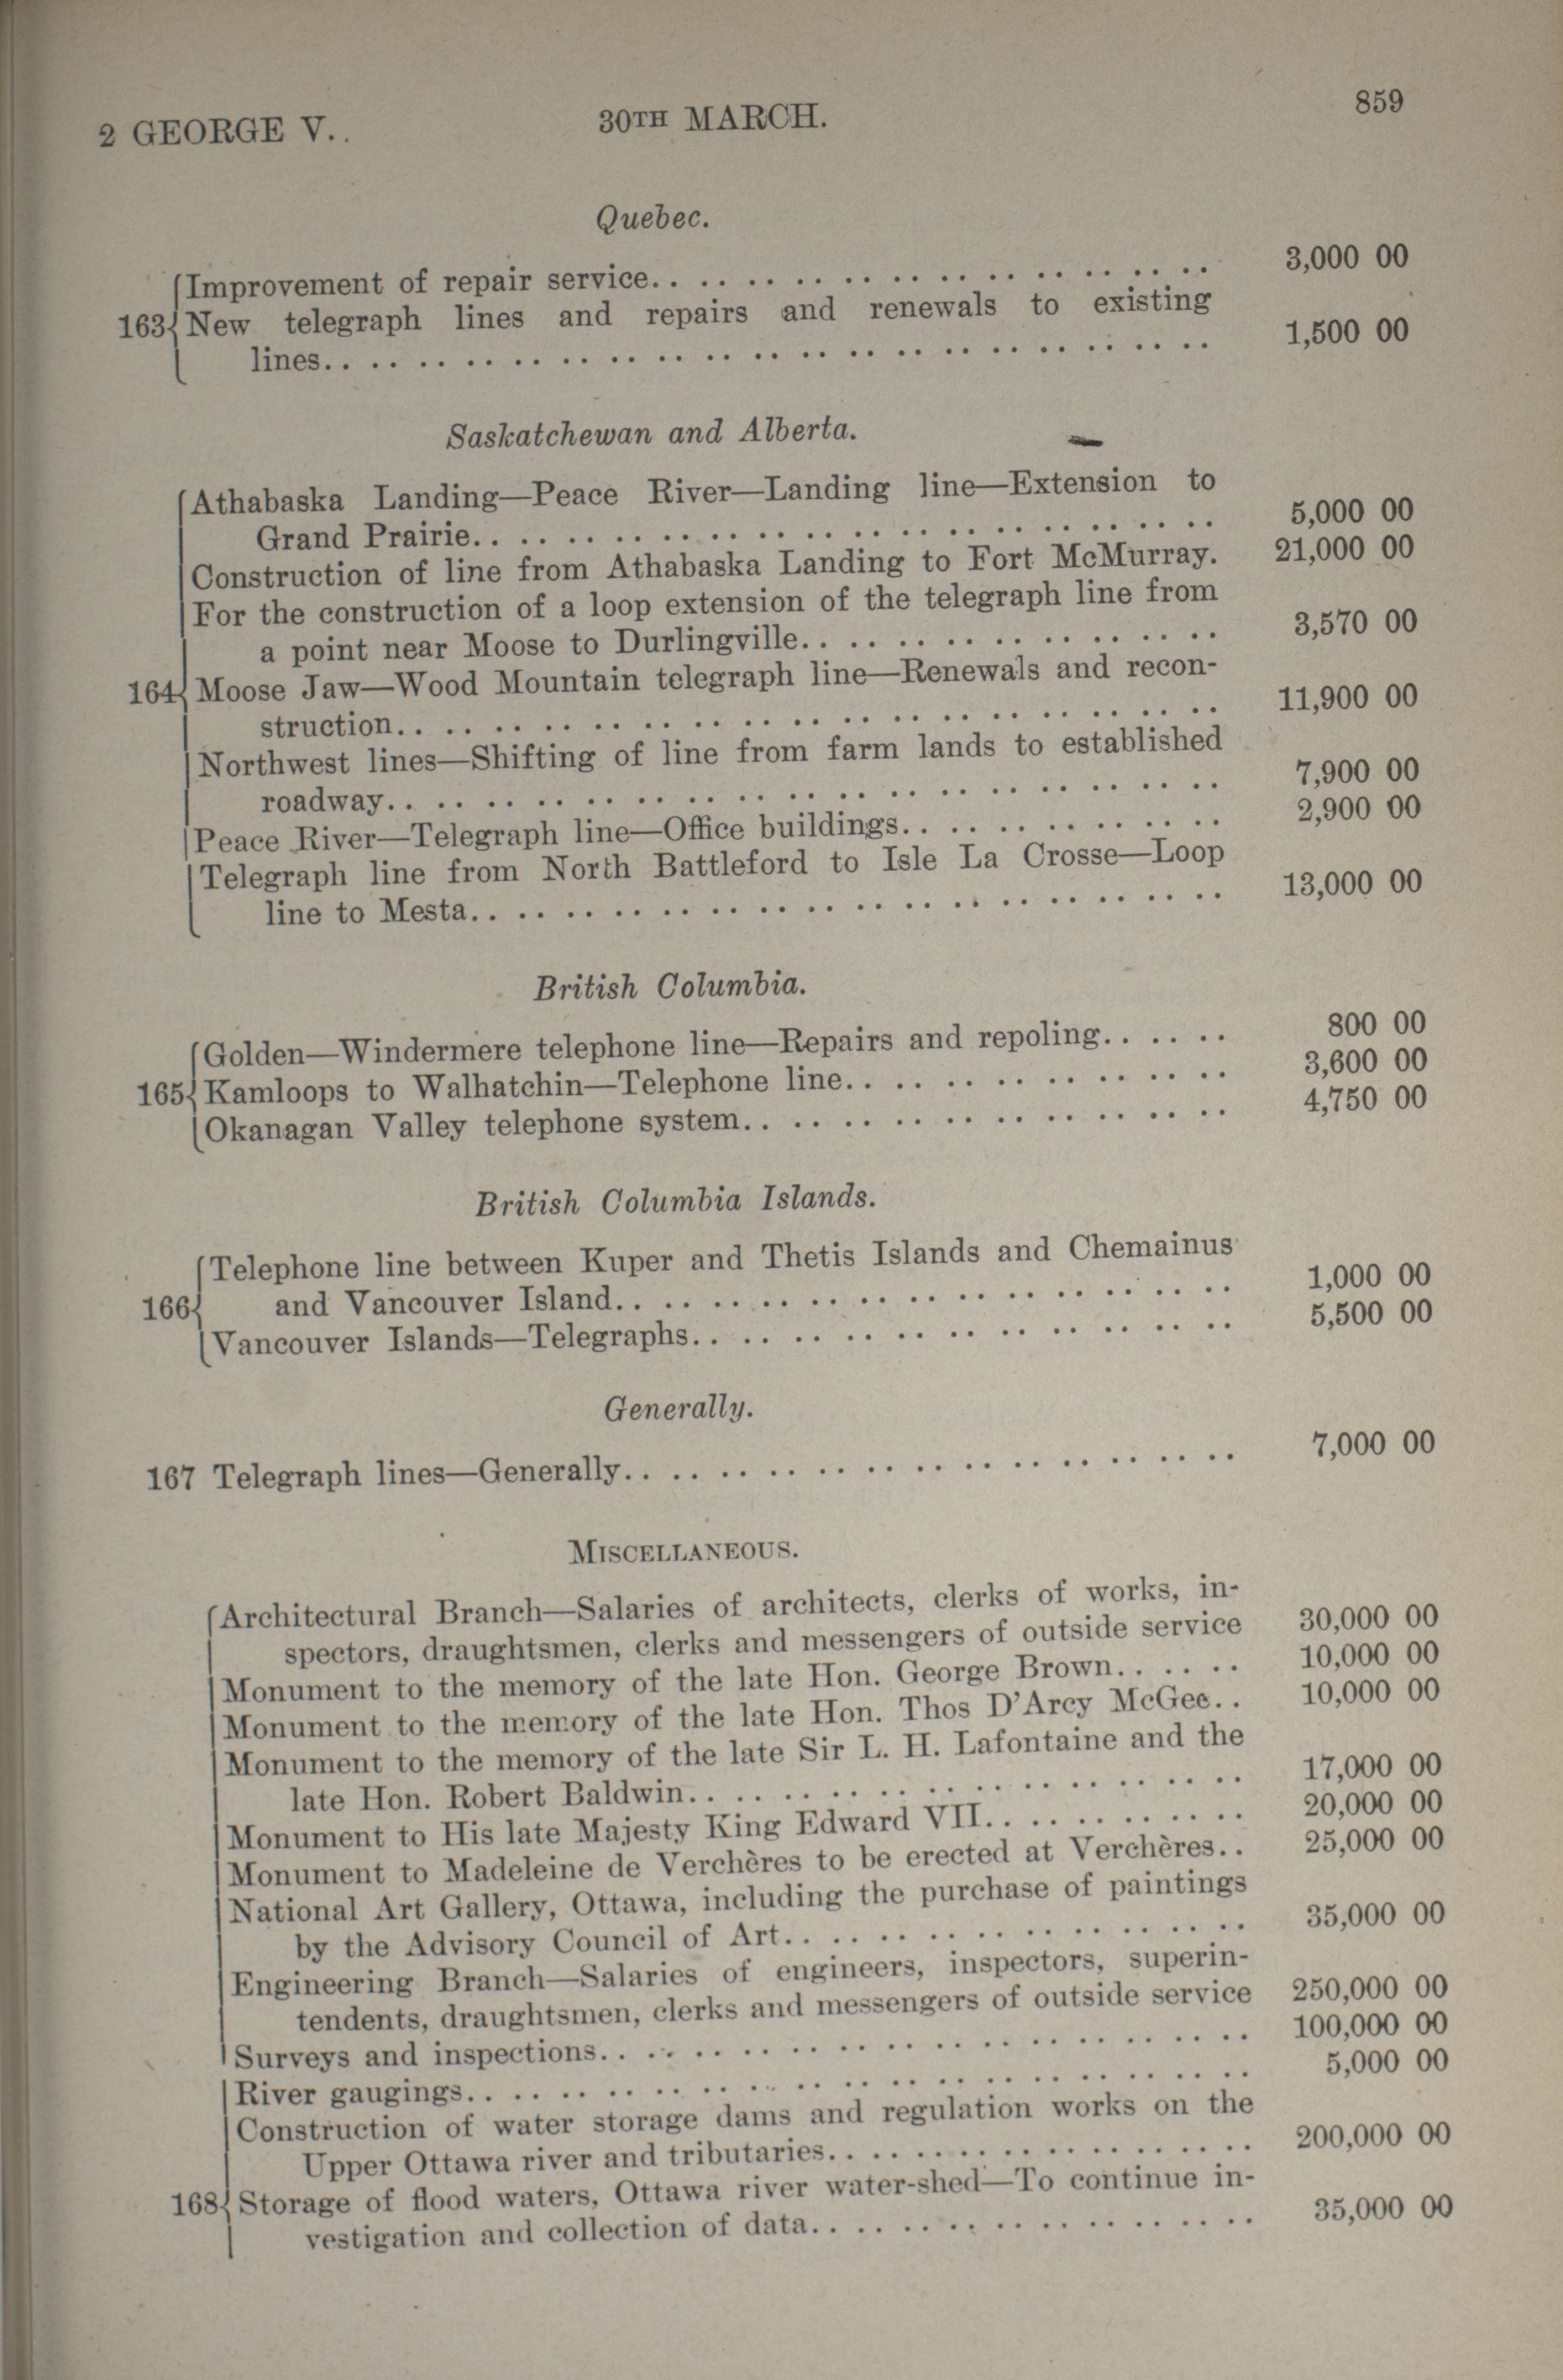 2 GEORGE V. . 30TH MARCH. 859
Quebec.
Improvement of repair service. . . . . . . . . . . . . . . . . . . . . . . . 3,000 00
163 New telegraph lines and repairs and renewals to existing
lines. . . . . . . . . . . . . . . . . . . . . . . . . . . . . . . . . . . . . . 1,500 00
Saskatchewan and Alberta.
Athabaska Landing—Peace River—Landing line—Extension to
Grand Prairie. . . . . . . . . . . . . . . . . . . . . . . . . . . . . . . . 5,000 00
Construction of line from Athabaska Landing to Fort McMurray. 21,000 00
For the construction of a loop extension of the telegraph line from
a point near Moose to Durlingville. . . . . . . . . . . . . . . . . . 3,570 00
164 Moose Jaw—Wood Mountain telegraph line—Renewals and recon-
struction. . . . . . . . . . . . . . . . . . . . . . . . . . . . . . . . . . . 11,900 00
Northwest lines—Shifting of line from farm lands to established
roadway. . . . . . . . . . . . . . . . . . . . . . . . . . . . . . . . . . . 7,900 00
Peace River—Telegraph line—Office buildings. . . . . . . . . . . . . . 2,900 00
Telegraph line from North Battleford to Isle La Crosse—Loop
line to Mesta. . . . . . . . . . . . . . . . . . . . . . . . . . . . . . . . 13,000 00
British Columbia.
Golden—Windermere telephone line—Repairs and repoling. . . . . . 800 00
165 Kamloops to Walhatchin—Telephone line. . . . . . . . . . . . . . . . 3,600 00
Okanagan Valley telephone system. . . . . . . . . . . . . . . . . . . . 4,750 00
British Columbia Islands.
Telephone line between Kuper and Thetis Islands and Chemainus
166 and Vancouver Island. . . . . . . . . . . . . . . . . . . . . . . . . . 1,000 00
Vancouver Islands—Telegraphs. . . . . . . . . . . . . . . . . . . . . . 5,500 00
Generally.
167 Telegraph lines—Generally. . . . . . . . . . . . . . . . . . . . . . . . . . 7,000 00
MISCELLANEOUS.
Architectural Branch—Salaries of architects, clerks of works, in-
spectors, draughtsmen, clerks and messengers of outside service 30,000 00
Monument to the memory of the late Hon. George Brown. . . . . . 10,000 00
Monument to the memory of the late Hon. Thos D'Arcy McGee. . 10,000 00
Monument to the memory of the late Sir L. H. Lafontaine and the
late Hon. Robert Baldwin. . . . . . . . . . . . . . . . . . . . . . . . 17,000 00
Monument to His late Majesty King Edward VII. . . . . . . . . . . . 20,000 00
Monument to Madeleine de Verchères to be erected at Verchères. . 25,000 00
National Art Gallery, Ottawa, including the purchase of paintings
by the Advisory Council of Art. . . . . . . . . . . . . . . . . . . . 35,000 00
Engineering Branch—Salaries of engineers, inspectors, superin-
tendents, draughtsmen, clerks and messengers of outside service 250,000 00
Surveys and inspections. . . . . . . . . . . . . . . . . . . . . . . . . . . . 100,000 00
River gaugings. . . . . . . . . . . . . . . . . . . . . . . . . . . . . . . . . . 5,000 00
Construction of water storage dams and regulation works on the
Upper Ottawa river and tributaries. . . . . . . . . . . . . . . . . . 200,000 00
168 Storage of flood waters, Ottawa river water-shed—To continue in-
vestigation and collection of data. . . . . . . . . . . . . . . . . . . 35,000 00